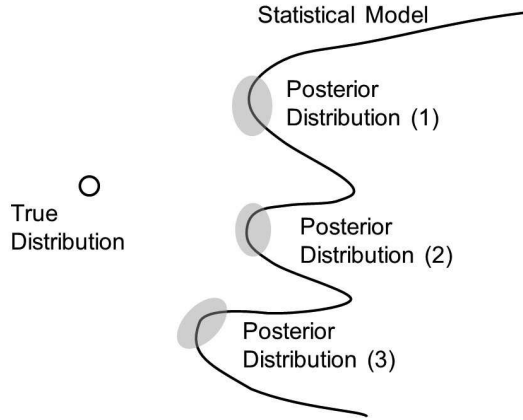 Statistical Model
Posterior
Distribution (1)
True
Distribution
Posterior
Distribution (2)
Posterior
Distribution (3)